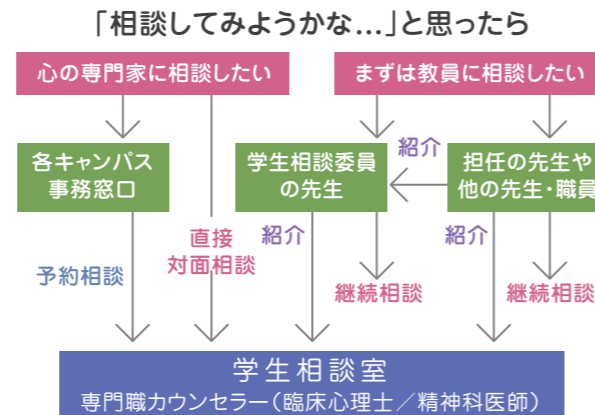 「相談してみようかな…」と思ったら
心の専門家に相談したい
まずは教員に相談したい
各キャンパス
事務窓口
学生相談委員
の先生
紹介
担任の先生や
他の先生・職員
予約相談
直接
対面相談
紹介
継続相談
紹介
継続相談
学生相談室
専門職カウンセラー(臨床心理士／精神科医師)